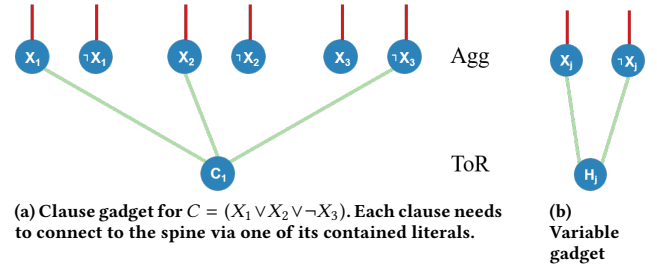 X1 ¬X1 X2 ¬X2 X3 ¬X3 Agg Xj ¬Xj
C1 ToR Hj
(a) Clause gadget for C = (X1∨X2∨¬X3). Each clause needs
to connect to the spine via one of its contained literals.
(b)
Variable
gadget